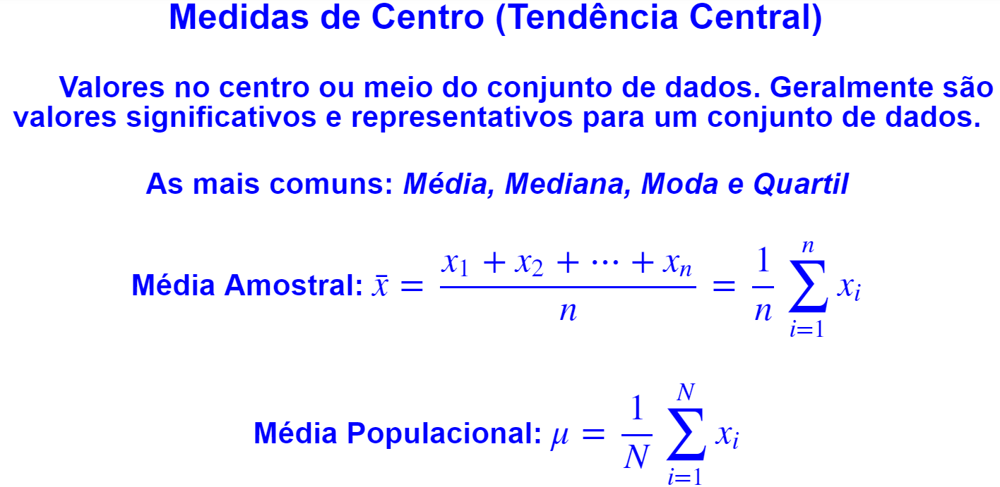 Medidas de Centro (Tendência Central)
Valores no centro ou meio do conjunto de dados. Geralmente são
valores significativos e representativos para um conjunto de dados.
As mais comuns: Média, Mediana, Moda e Quartil
Média Amostral: $\bar{x} = \frac{x_1 + x_2 + \cdots + x_n}{n} = \frac{1}{n} \sum_{i=1}^{n} x_i$
Média Populacional: $\mu = \frac{1}{N} \sum_{i=1}^{N} x_i$